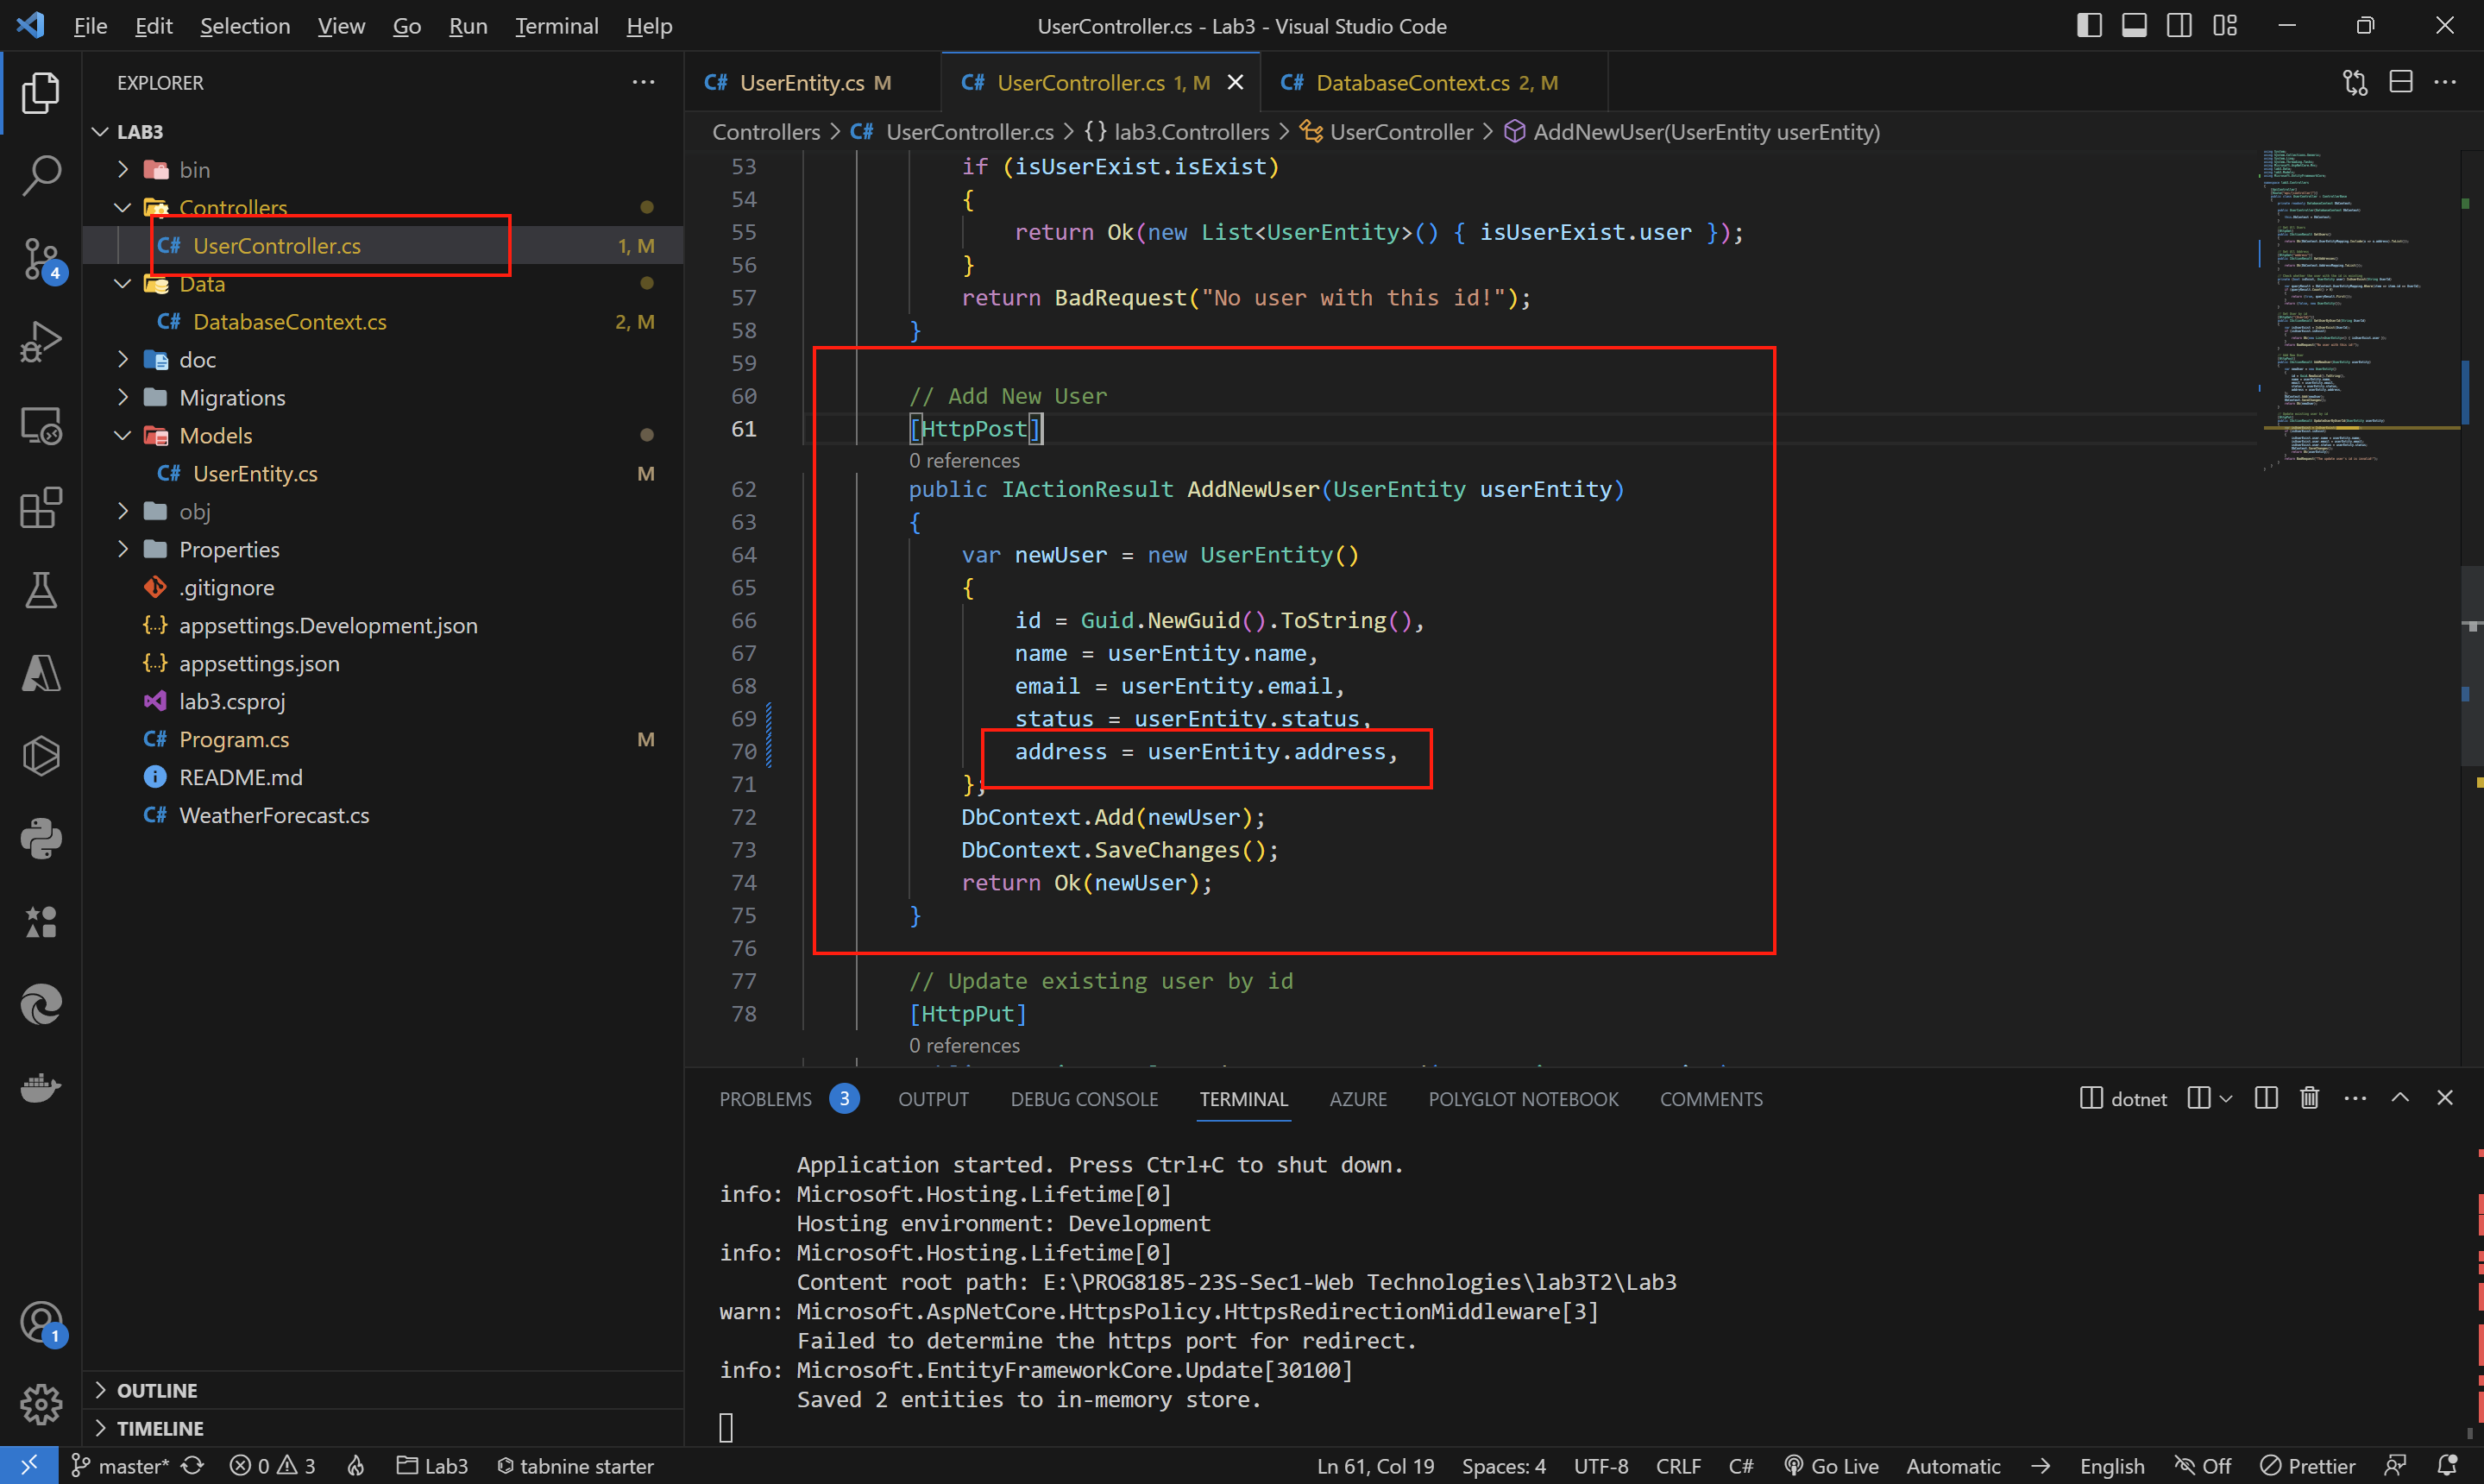 File Edit Selection View Go Run Terminal Help
UserController.cs - Lab3 - Visual Studio Code
EXPLORER
LAB3
bin
Controllers
C# UserController.cs 1, M
Data
C# DatabaseContext.cs 2, M
doc
Migrations
Models
C# UserEntity.cs M
obj
Properties
.gitignore
{..} appsettings.Development.json
{..} appsettings.json
lab3.csproj
C# Program.cs M
README.md
C# WeatherForecast.cs
OUTLINE
TIMELINE
4
1
C# UserEntity.cs M
C# UserController.cs 1, M
C# DatabaseContext.cs 2, M
Controllers > C# UserController.cs > {} lab3.Controllers > UserController > AddNewUser(UserEntity userEntity)
53 if (isUserExist.isExist)
54 {
55 return Ok(new List<UserEntity>() { isUserExist.user });
56 }
57 return BadRequest("No user with this id!");
58 }
59
60 // Add New User
61 [HttpPost]
0 references
62 public IActionResult AddNewUser(UserEntity userEntity)
63 {
64 var newUser = new UserEntity()
65 {
66 id = Guid.NewGuid().ToString(),
67 name = userEntity.name,
68 email = userEntity.email,
69 status = userEntity.status,
70 address = userEntity.address,
71 };
72 DbContext.Add(newUser);
73 DbContext.SaveChanges();
74 return Ok(newUser);
75 }
76
77 // Update existing user by id
78 [HttpPut]
0 references
PROBLEMS 3 OUTPUT DEBUG CONSOLE TERMINAL AZURE POLYGLOT NOTEBOOK COMMENTS
dotnet
Application started. Press Ctrl+C to shut down.
info: Microsoft.Hosting.Lifetime[0]
Hosting environment: Development
info: Microsoft.Hosting.Lifetime[0]
Content root path: E:\PROG8185-23S-Sec1-Web Technologies\lab3T2\Lab3
warn: Microsoft.AspNetCore.HttpsPolicy.HttpsRedirectionMiddleware[3]
Failed to determine the https port for redirect.
info: Microsoft.EntityFrameworkCore.Update[30100]
Saved 2 entities to in-memory store.
master* 0 3 Lab3 tabnine starter
Ln 61, Col 19 Spaces: 4 UTF-8 CRLF C# Go Live Automatic English Off Prettier